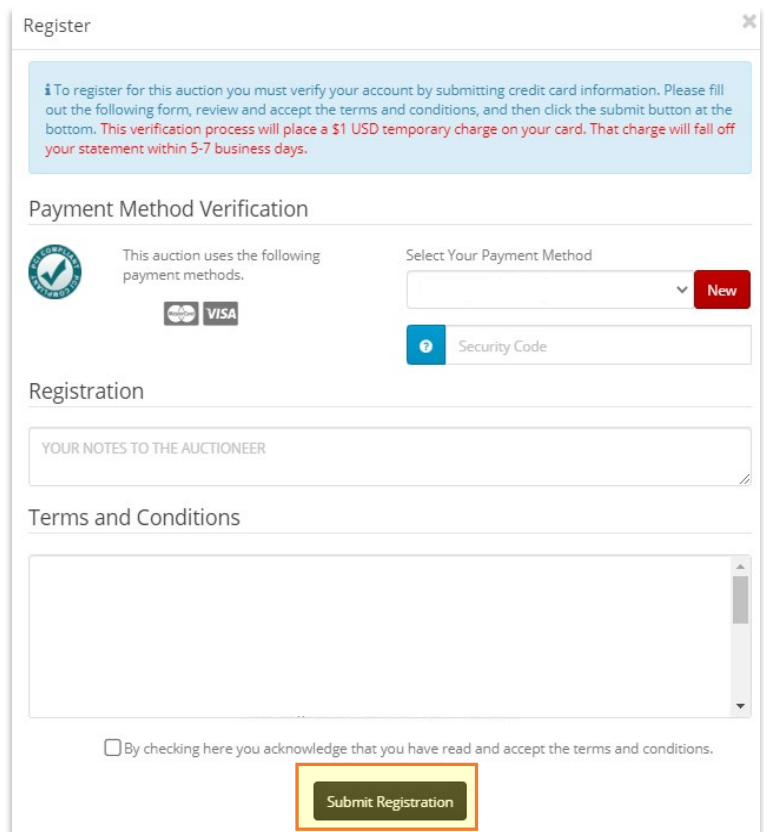 Register
i To register for this auction you must verify your account by submitting credit card information. Please fill
out the following form, review and accept the terms and conditions, and then click the submit button at the
bottom. This verification process will place a $1 USD temporary charge on your card. That charge will fall off
your statement within 5-7 business days.
Payment Method Verification
PCI COMPLIANT PCI COMPLIANT
This auction uses the following
payment methods.
MasterCard VISA
Select Your Payment Method
New
? Security Code
Registration
YOUR NOTES TO THE AUCTIONEER
Terms and Conditions
By checking here you acknowledge that you have read and accept the terms and conditions.
Submit Registration